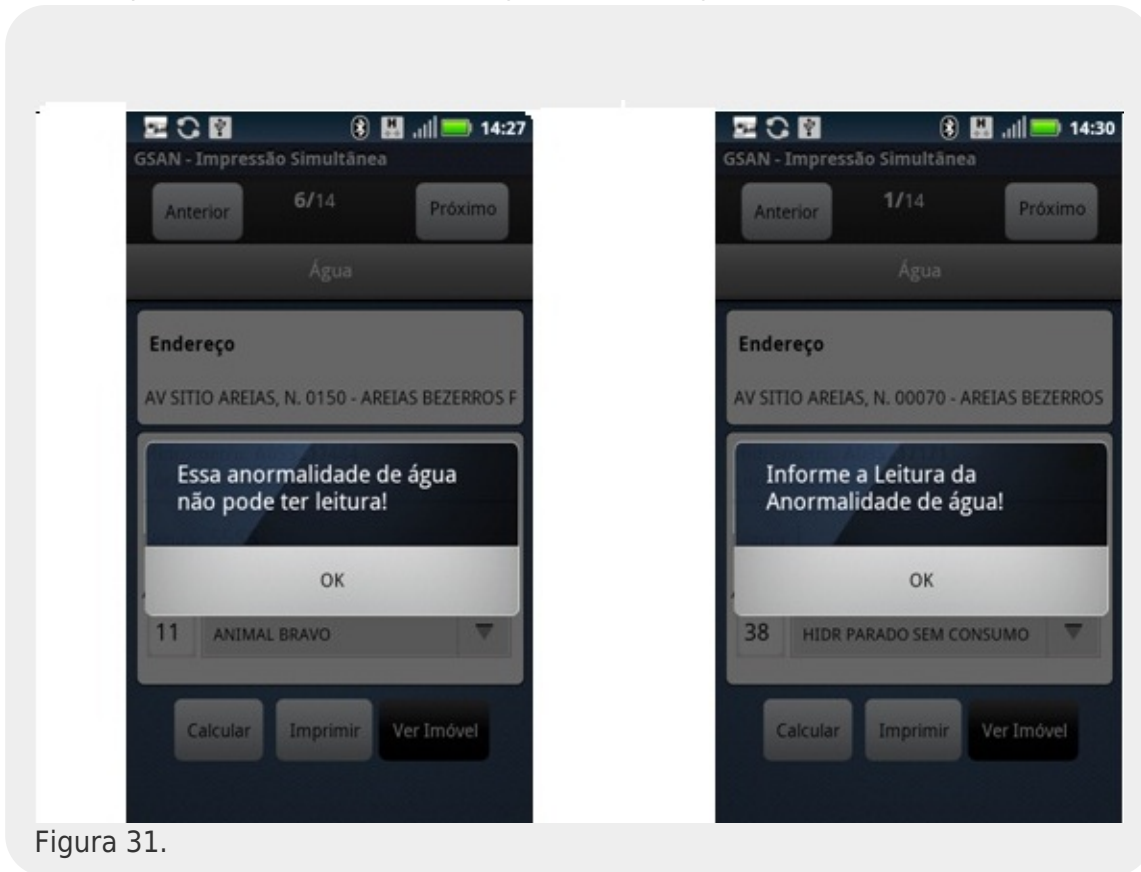 14:27
GSAN - Impressão Simultânea
Anterior
6/14
Próximo
Água
Endereço
AV SITIO AREIAS, N. 0150 - AREIAS BEZERROS F
Essa anormalidade de água
não pode ter leitura!
OK
11 ANIMAL BRAVO
Calcular
Imprimir
Ver Imóvel
14:30
GSAN - Impressão Simultânea
Anterior
1/14
Próximo
Água
Endereço
AV SITIO AREIAS, N. 00070 - AREIAS BEZERROS
Informe a Leitura da
Anormalidade de água!
OK
38 HIDR PARADO SEM CONSUMO
Calcular
Imprimir
Ver Imóvel
Figura 31.